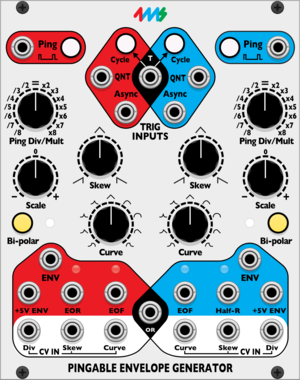 4ms
Ping
Cycle
T
Cycle
Ping
QNT
QNT
Async
Async
/3 /2 = x2 x3
/4 x4
/5 x5
/6 x6
/7 x7
/8 x8
Ping Div/Mult
TRIG
INPUTS
/3 /2 = x2 x3
/4 x4
/5 x5
/6 x6
/7 x7
/8 x8
Ping Div/Mult
0
Skew
Skew
0
- +
Scale
- +
Scale
Bi-polar
Curve
Curve
Bi-polar
ENV
ENV
+5V ENV
EOR
EOF
EOF
Half-R
+5V ENV
OR
Div
Skew
Curve
Curve
Skew
Div
CV IN
CV IN
PINGABLE ENVELOPE GENERATOR